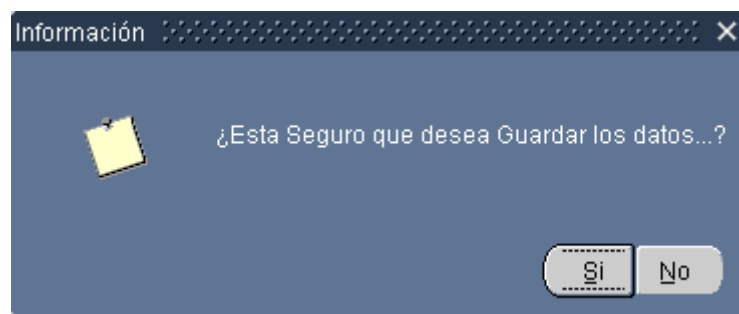 Información
¿Esta Seguro que desea Guardar los datos...?
Si No